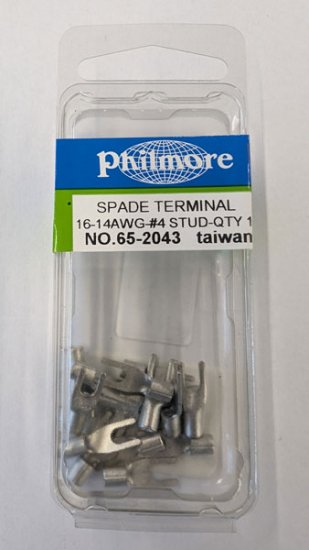 Philmore
SPADE TERMINAL
16-14AWG-#4 STUD-QTY 1
NO.65-2043 taiwan